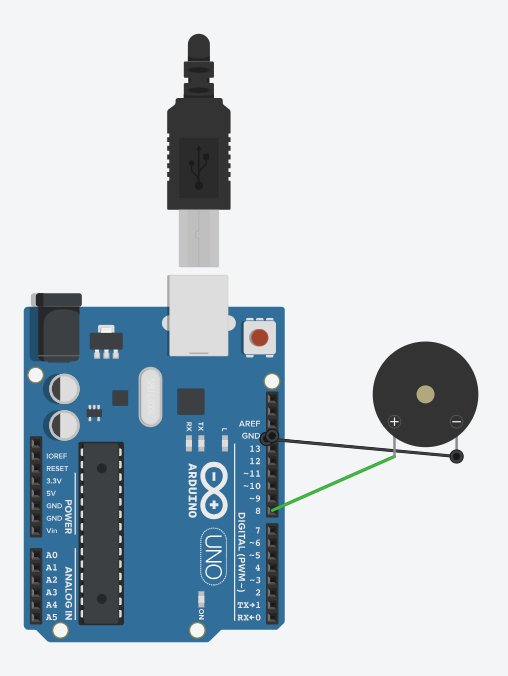 AREF
GND
13
12
~11
~10
~9
8
7
~6
~5
4
~3
2
TX→1
RX←0
DIGITAL (PWM~)
RX
TX
L
ARDUINO
UNO
ON
IOREF
RESET
3.3V
5V
GND
GND
Vin
POWER
A0
A1
A2
A3
A4
A5
ANALOG IN
+
−